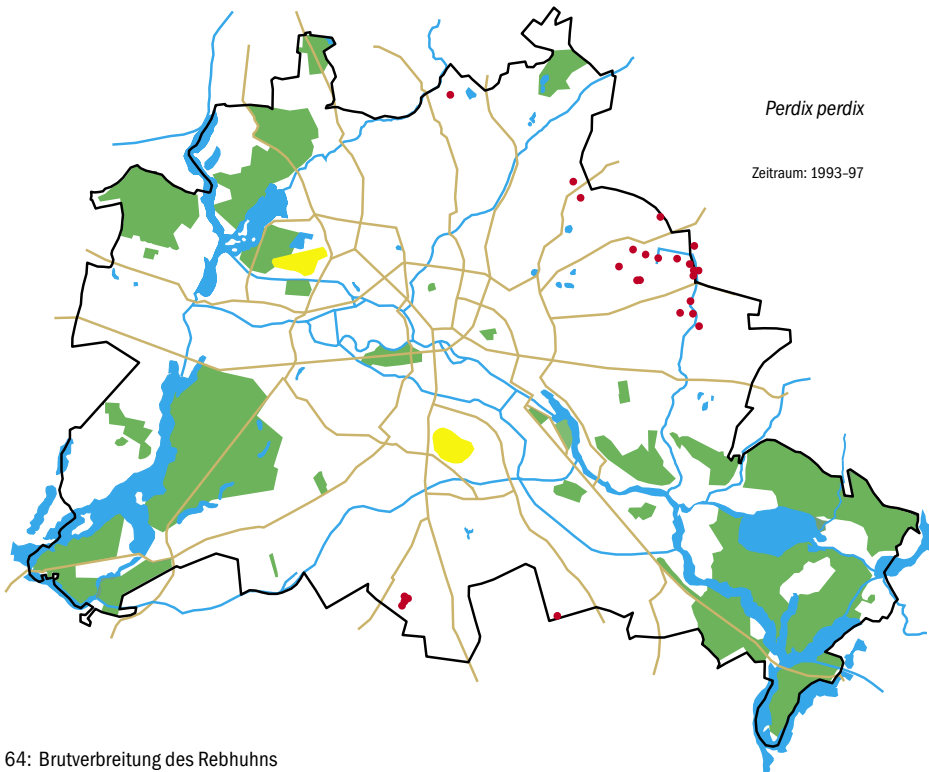 Perdix perdix
Zeitraum: 1993–97
64: Brutverbreitung des Rebhuhns